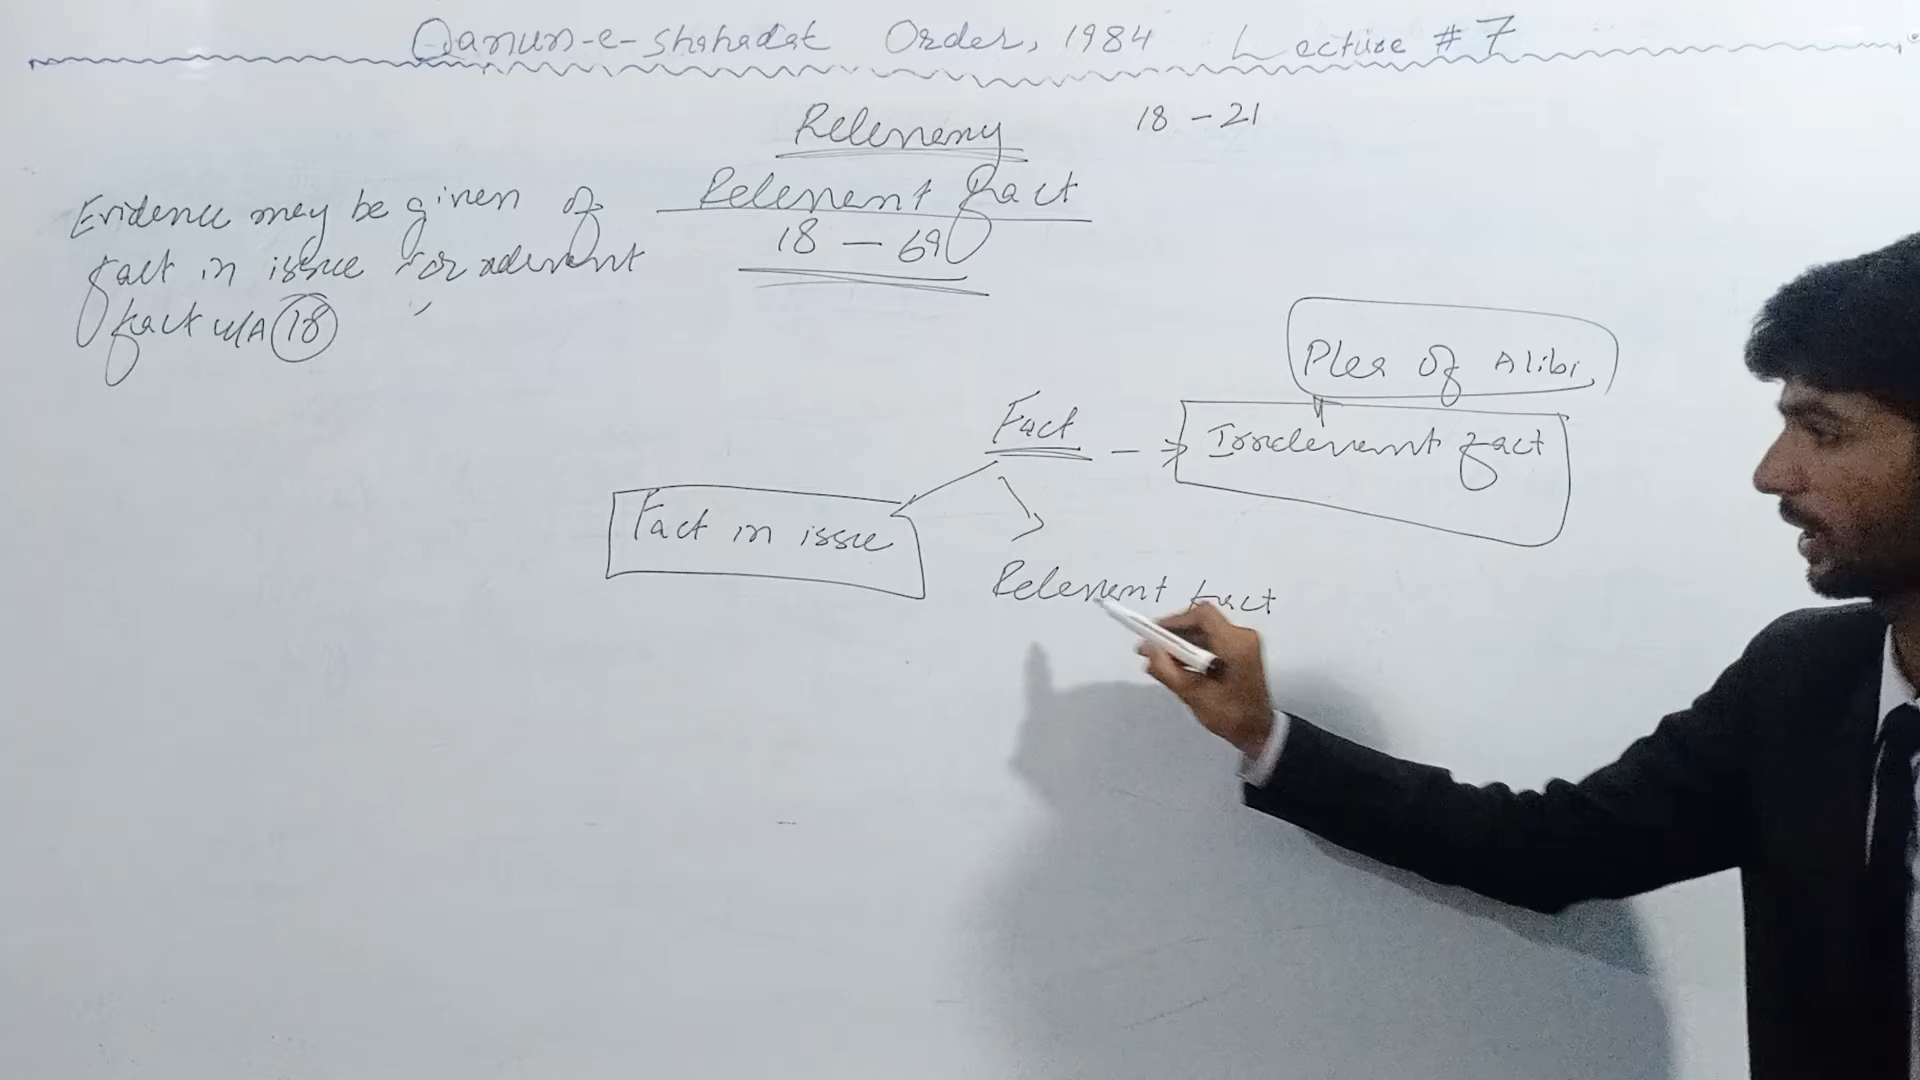 Qanun-e-Shahadat Order, 1984 Lecture # 7
Relevency
18 - 21
Relevent fact
18 - 69
Evidence may be given of
fact in issue or relevent
fact u/A 18
Plea of Alibi
Fact
Irrelevent fact
Fact in issue
Relevent fact